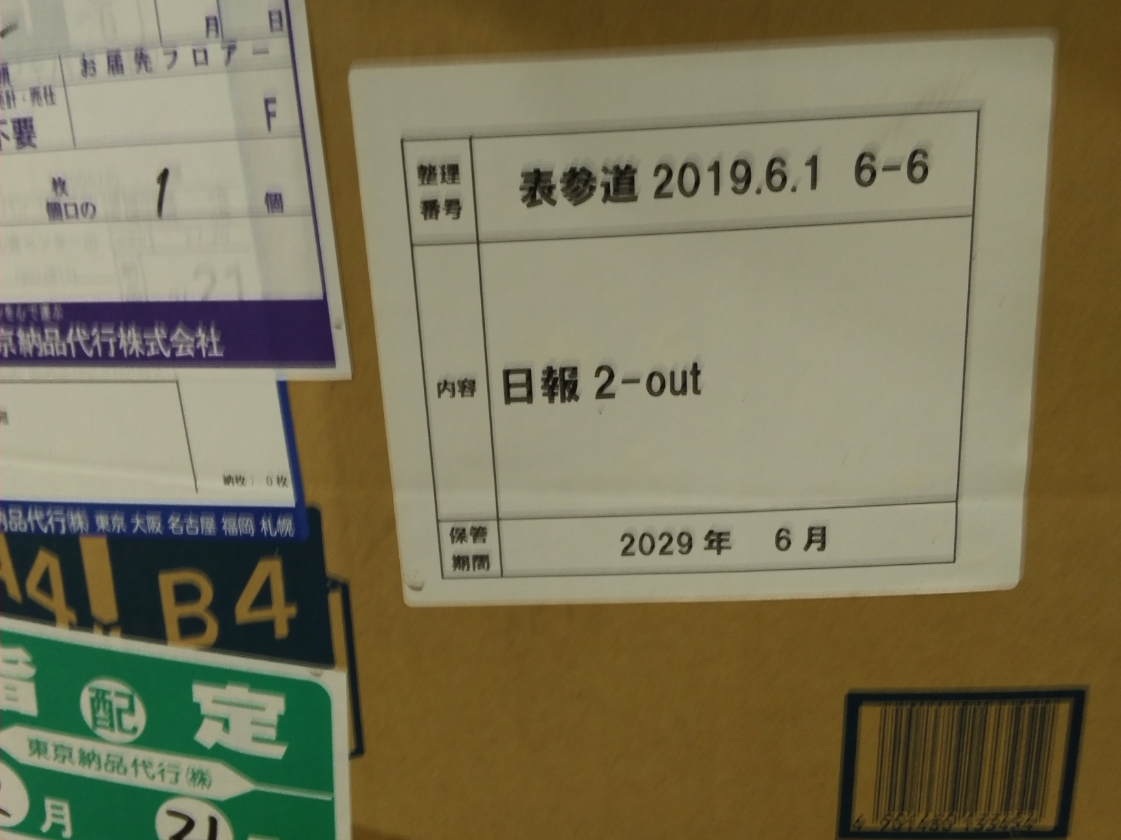 月 日
お届先フロアー
F
不要
枚
個口の 1 個
21
京納品代行株式会社
納枚: 0枚
納品代行㈱ 東京 大阪 名古屋 福岡 札幌
A4 B4
指 配 定
東京納品代行㈱
月 21
整理
番号
表参道 2019.6.1 6-6
内容
日報 2-out
保管
期間
2029 年 6 月